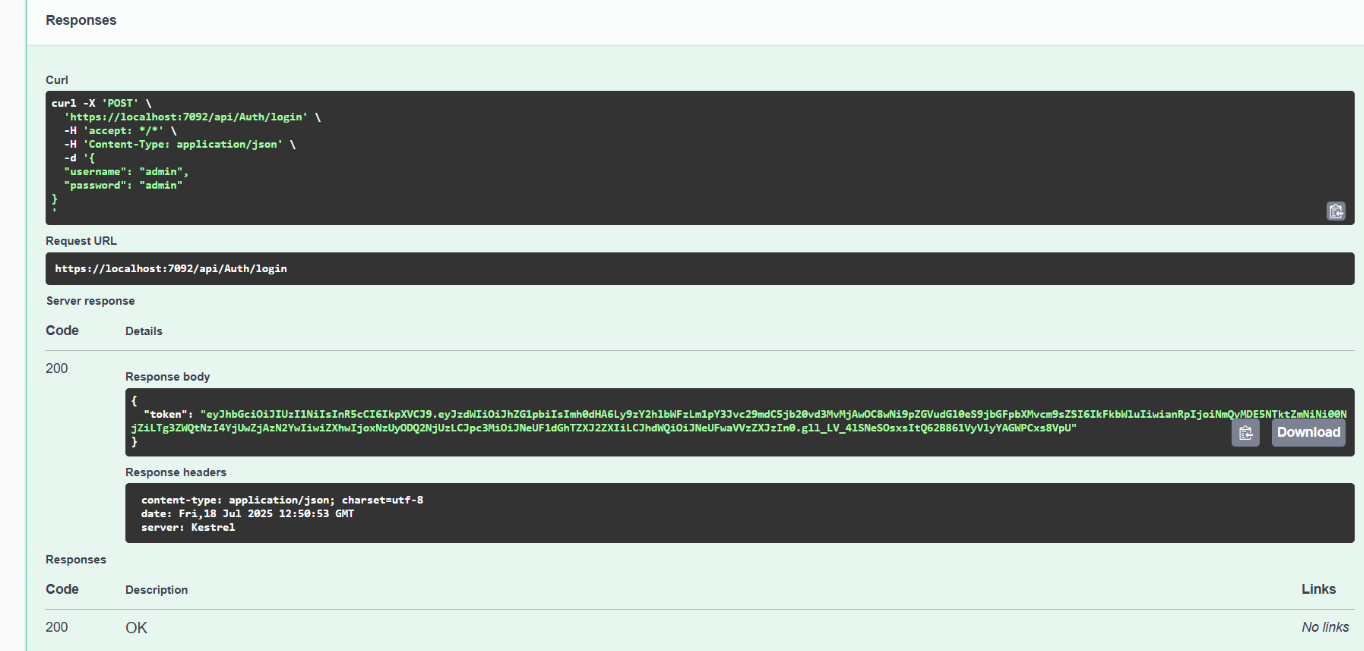 Responses
Curl
curl -X 'POST' \
'https://localhost:7092/api/Auth/login' \
-H 'accept: */*' \
-H 'Content-Type: application/json' \
-d '{
"username": "admin",
"password": "admin"
}
'
Request URL
https://localhost:7092/api/Auth/login
Server response
Code Details
200
Response body
{
"token":
}
Download
Response headers
content-type: application/json; charset=utf-8
date: Fri,18 Jul 2025 12:50:53 GMT
server: Kestrel
Responses
Code Description Links
200 OK No links